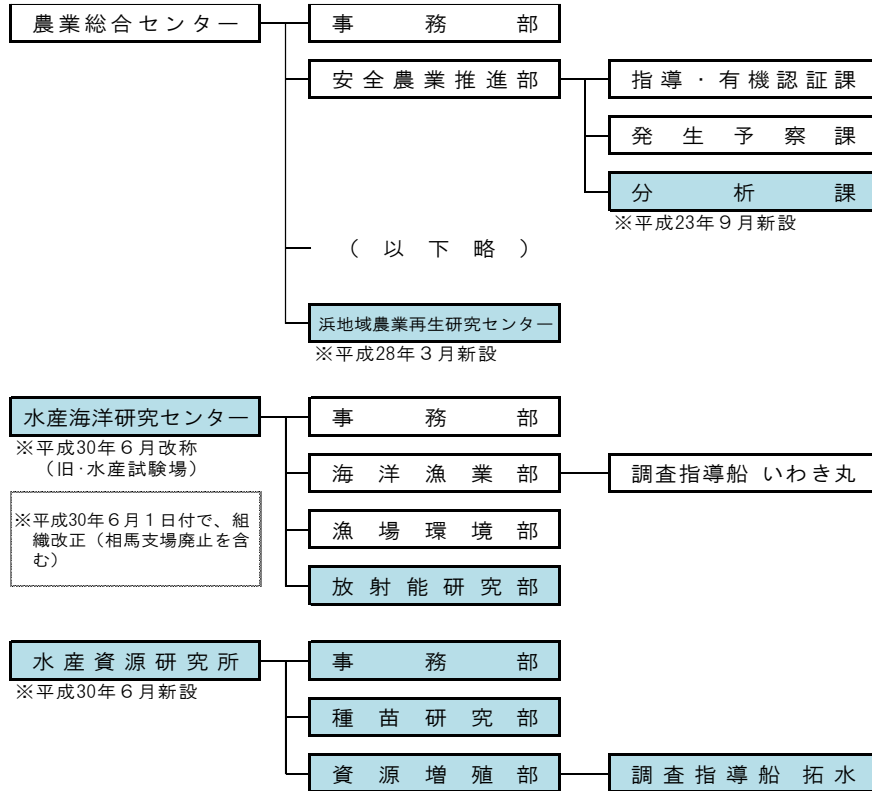 農業総合センター
事務部
安全農業推進部
指導・有機認証課
発生予察課
分析課
※平成23年９月新設
（以下略）
浜地域農業再生研究センター
※平成28年３月新設
水産海洋研究センター
※平成30年６月改称
（旧・水産試験場）
※平成30年６月１日付で、組
織改正（相馬支場廃止を含
む）
事務部
海洋漁業部
調査指導船 いわき丸
漁場環境部
放射能研究部
水産資源研究所
※平成30年６月新設
事務部
種苗研究部
資源増殖部
調査指導船 拓水